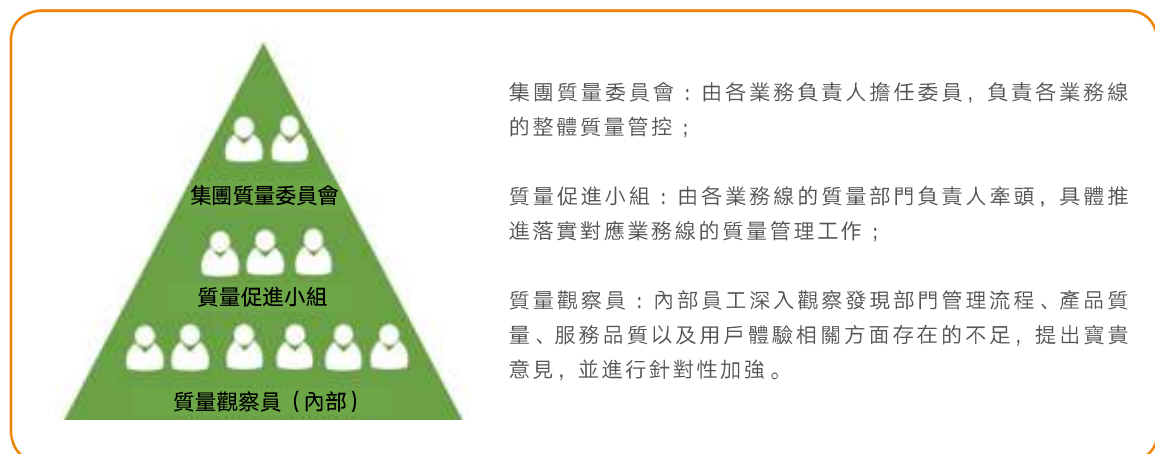 集團質量委員會
質量促進小組
質量觀察員（內部）
集團質量委員會：由各業務負責人擔任委員，負責各業務線
的整體質量管控；
質量促進小組：由各業務線的質量部門負責人牽頭，具體推
進落實對應業務線的質量管理工作；
質量觀察員：內部員工深入觀察發現部門管理流程、產品質
量、服務品質以及用戶體驗相關方面存在的不足，提出寶貴
意見，並進行針對性加強。